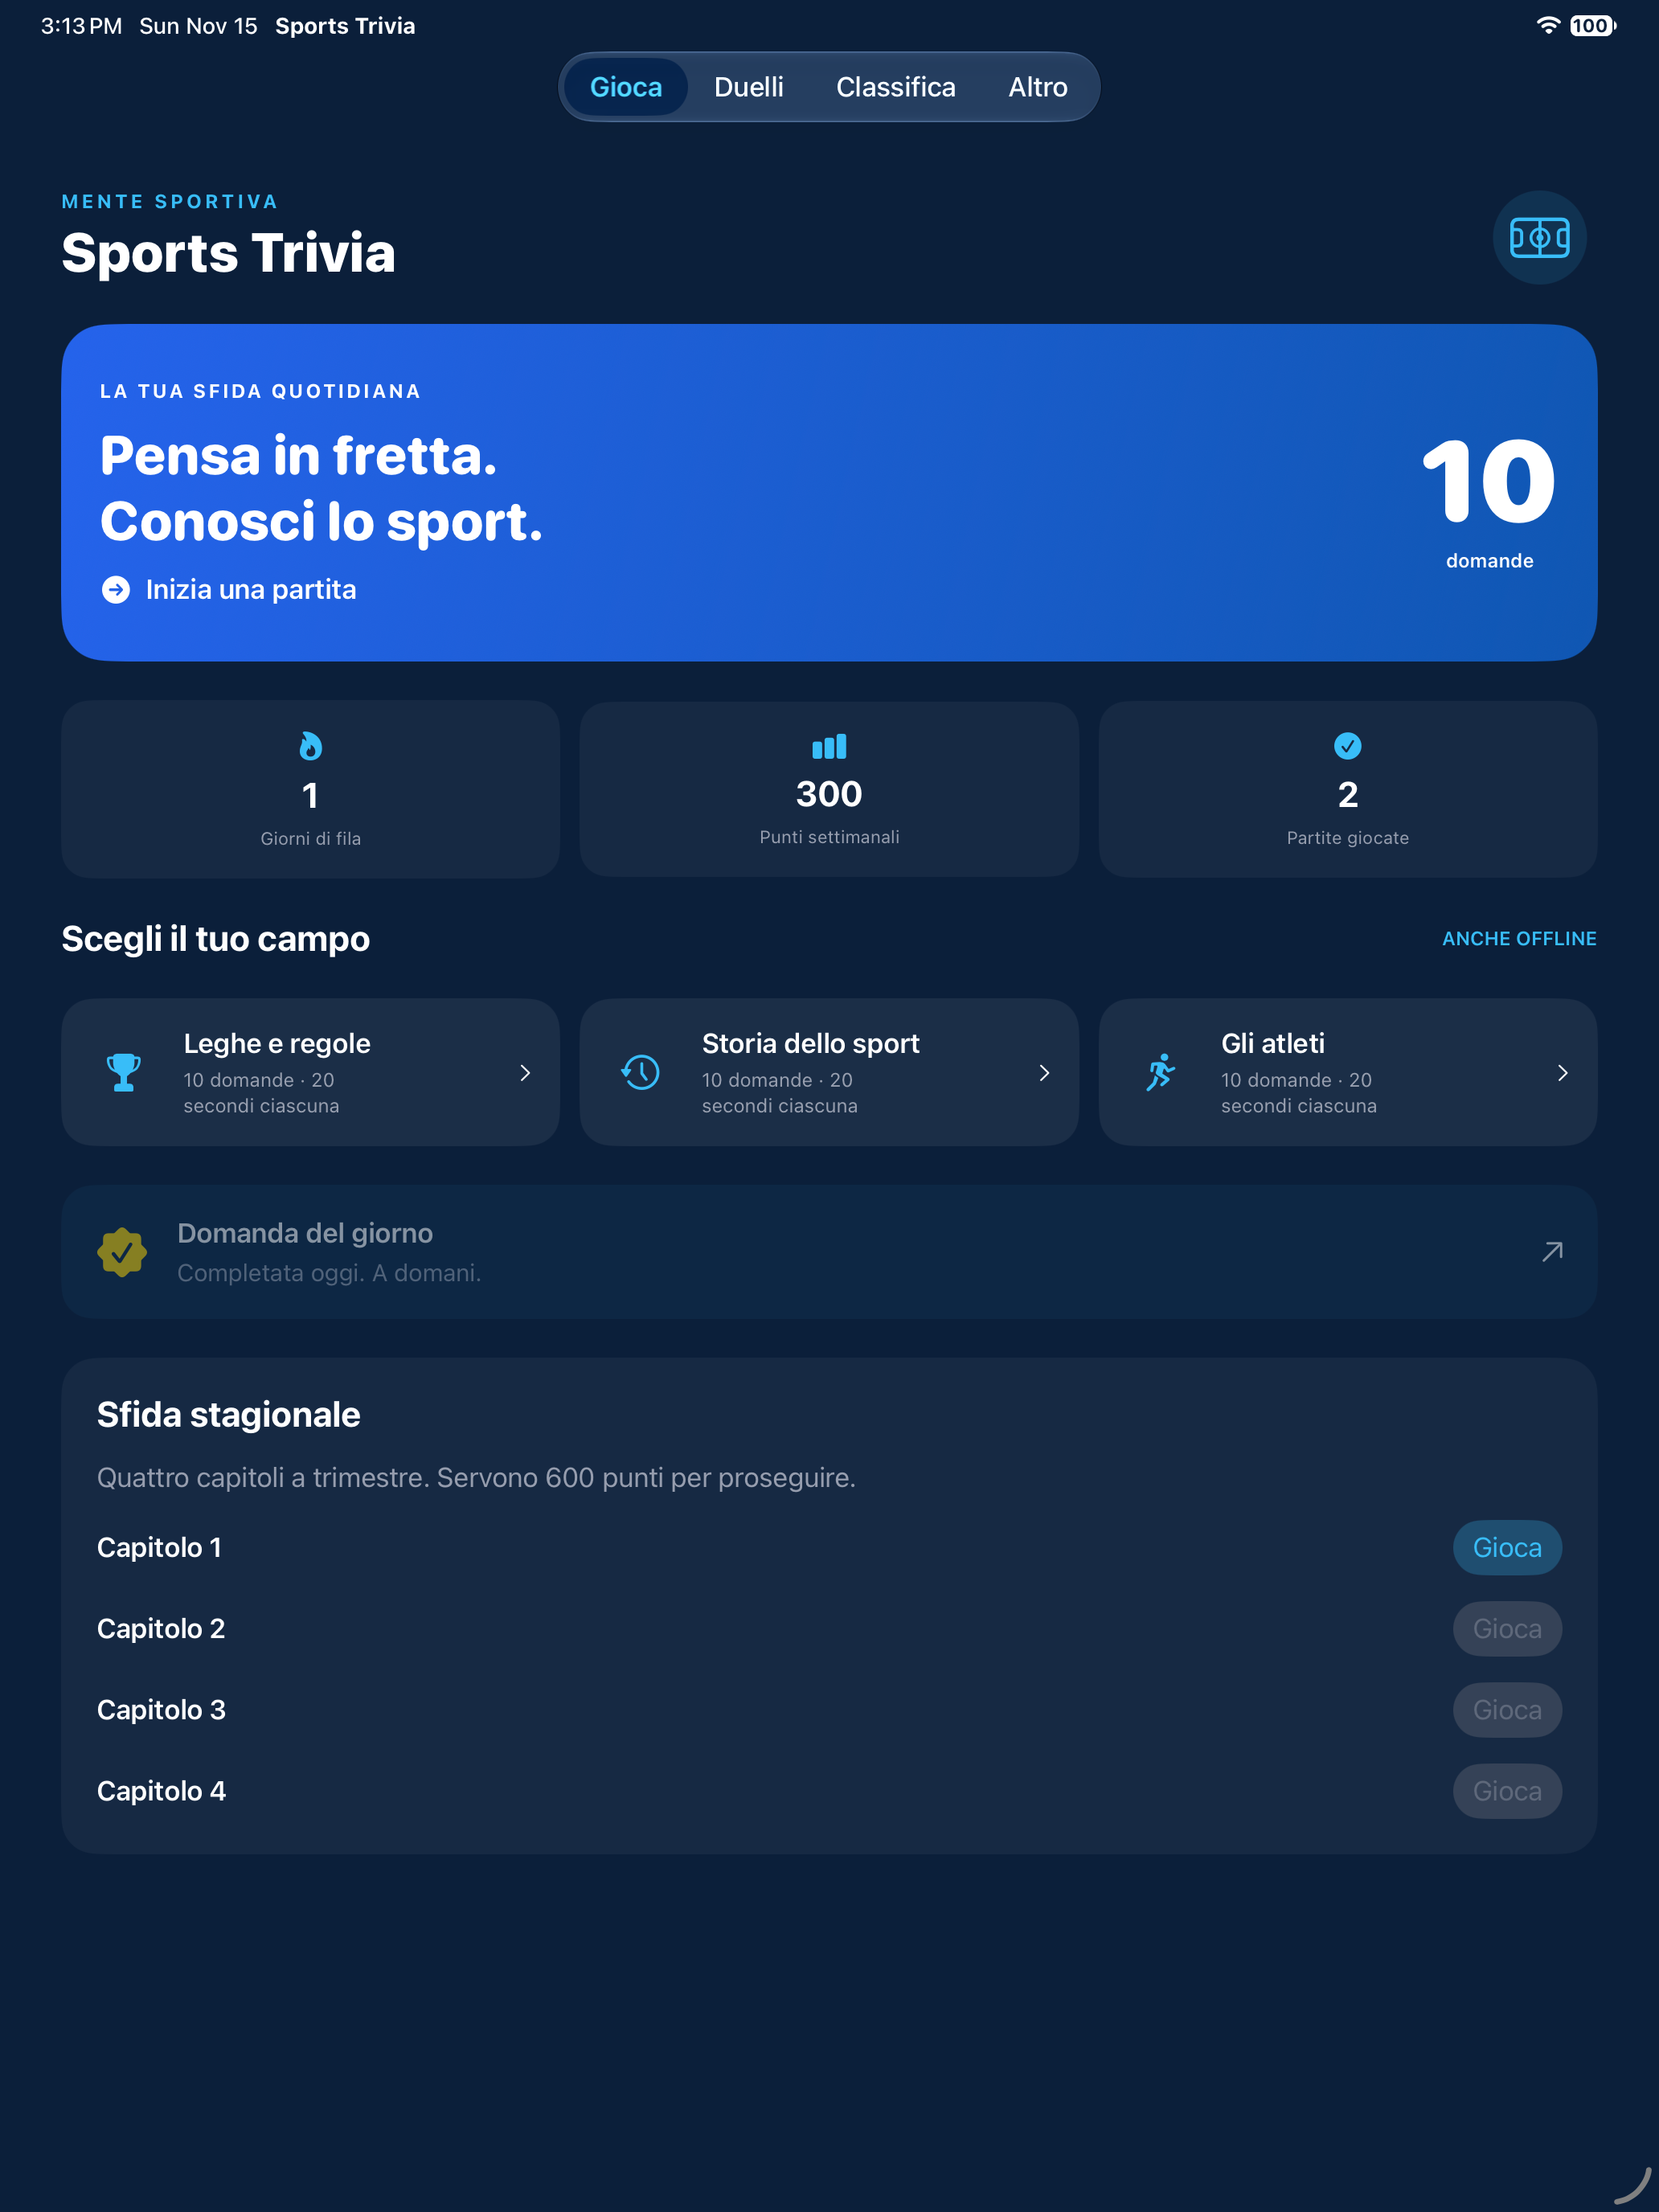 3:13 PM Sun Nov 15 Sports Trivia
100
Gioca Duelli Classifica Altro
MENTE SPORTIVA
Sports Trivia
LA TUA SFIDA QUOTIDIANA
Pensa in fretta.
Conosci lo sport.
Inizia una partita
10
domande
1
Giorni di fila
300
Punti settimanali
2
Partite giocate
Scegli il tuo campo
ANCHE OFFLINE
Leghe e regole
10 domande · 20
secondi ciascuna
Storia dello sport
10 domande · 20
secondi ciascuna
Gli atleti
10 domande · 20
secondi ciascuna
Domanda del giorno
Completata oggi. A domani.
Sfida stagionale
Quattro capitoli a trimestre. Servono 600 punti per proseguire.
Capitolo 1 Gioca
Capitolo 2 Gioca
Capitolo 3 Gioca
Capitolo 4 Gioca